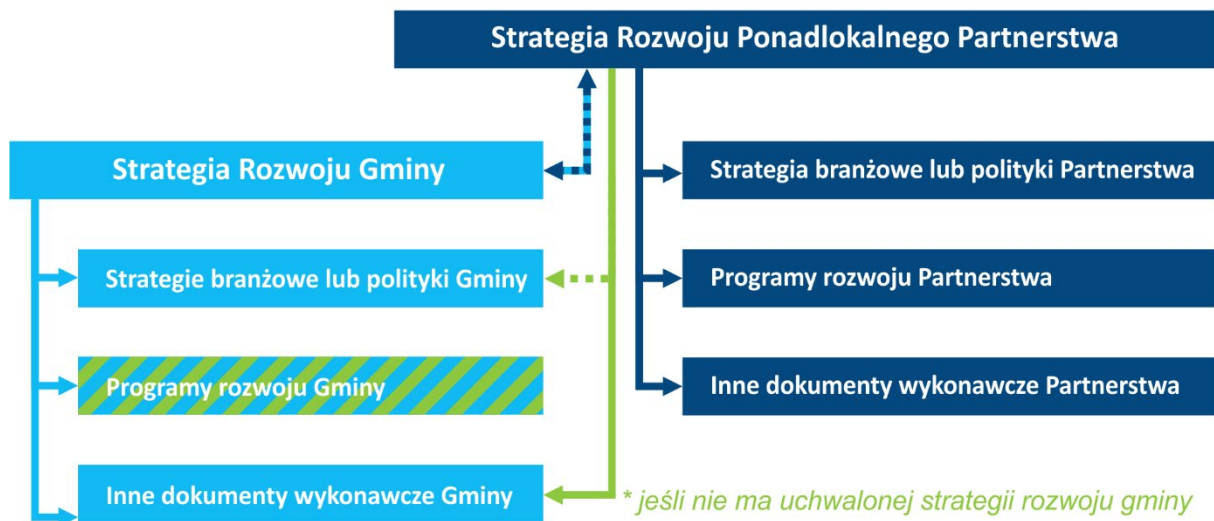 Strategia Rozwoju Ponadlokalnego Partnerstwa
Strategia Rozwoju Gminy
Strategie branżowe lub polityki Gminy
Programy rozwoju Gminy
Inne dokumenty wykonawcze Gminy
Strategia branżowe lub polityki Partnerstwa
Programy rozwoju Partnerstwa
Inne dokumenty wykonawcze Partnerstwa
* jeśli nie ma uchwalonej strategii rozwoju gminy